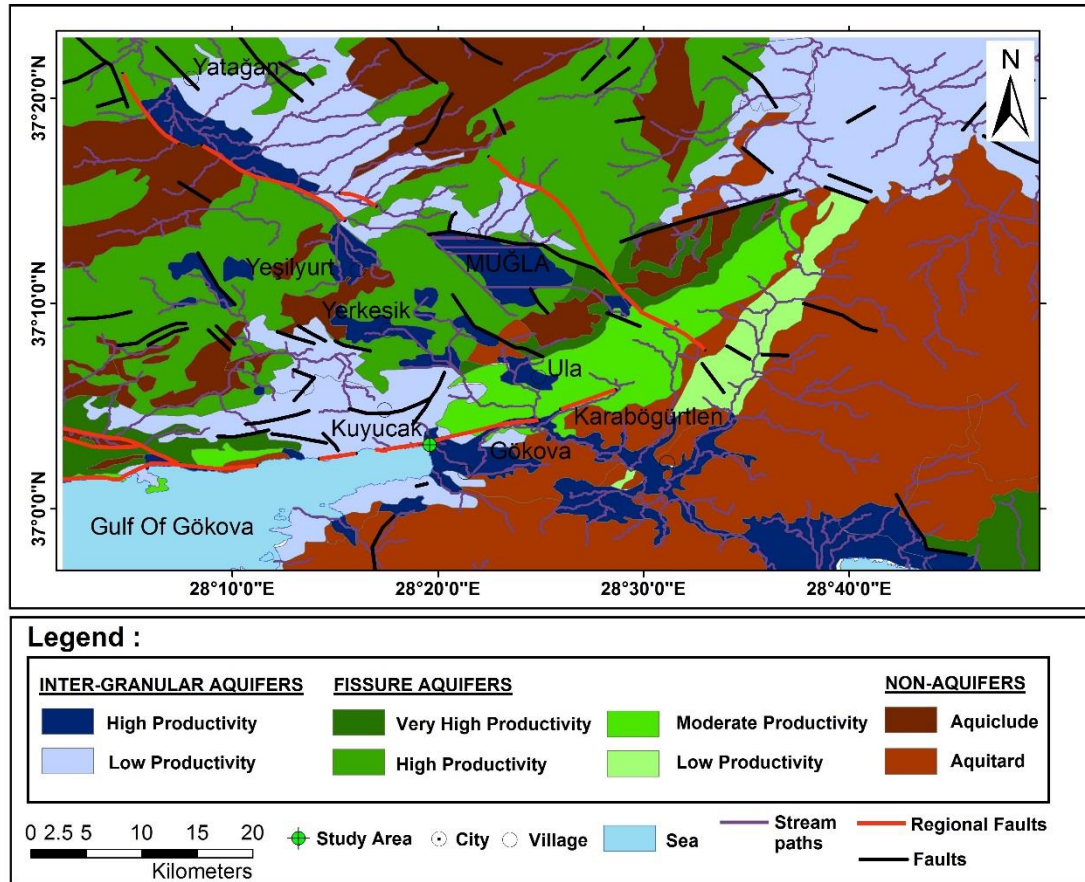 N
Yatağan
37°20'0"N
MUĞLA
Yeşilyurt
37°10'0"N
Yerkesik
Ula
Kuyucak
Karabögürtlen
Gökova
37°0'0"N
Gulf Of Gökova
28°10'0"E 28°20'0"E 28°30'0"E 28°40'0"E
Legend :
INTER-GRANULAR AQUIFERS FISSURE AQUIFERS NON-AQUIFERS
High Productivity Very High Productivity Moderate Productivity Aquiclude
Low Productivity High Productivity Low Productivity Aquitard
0 2.5 5 10 15 20
Kilometers
Study Area City Village Sea Stream paths Regional Faults
Faults